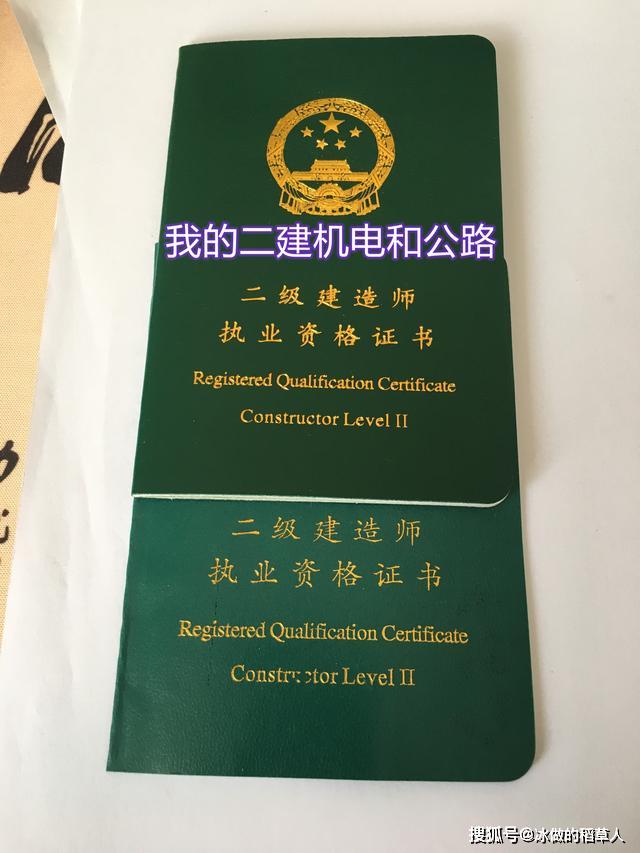 我的二建机电和公路
二级建造师
执业资格证书
Registered Qualification Certificate
Constructor Level II
二级建造师
执业资格证书
Registered Qualification Certificate
Constructor Level II
搜狐号@冰做的稻草人